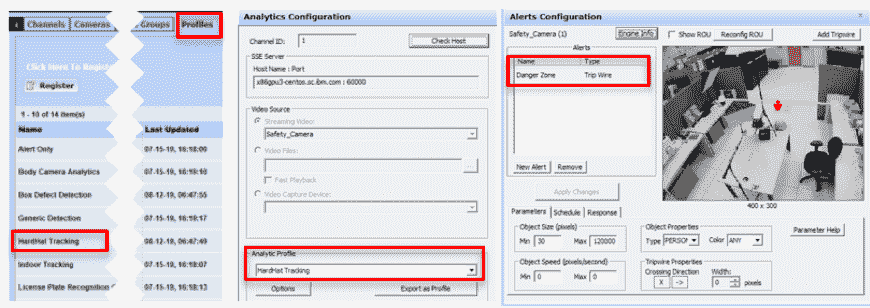 Channels
Cameras
Groups
Profiles
Click Here To Regis
Register
1 - 10 of 14 item(s)
Name
Last Updated
Alert Only
07-15-19, 16:18:09
Body Camera Analytics
07-15-19, 16:18:16
Box Defect Detection
08-12-19, 06:47:55
Generic Detection
07-15-19, 16:18:17
HardHat Tracking
08-12-19, 06:47:49
Indoor Tracking
07-15-19, 16:18:07
License Plate Recognition
07-15-19, 16:18:13
Analytics Configuration
Channel ID:
1
Check Host
SSE Server
Host Name : Port
x86gpu3-centos.sc.ibm.com : 60000
Video Source
Streaming Video:
Safety_Camera
Video Files:
...
Fast Playback
Video Capture Device:
Analytic Profile
HardHat Tracking
Options
Export as Profile
Alerts Configuration
x
Safety_Camera (1)
Engine Info
Show ROU
Reconfig ROU
Add Tripwire
Alerts
Name
Type
Danger Zone
Trip Wire
New Alert
Remove
Apply Changes
400 x 300
Parameters
Schedule
Response
Object Size (pixels)
Min
30
Max
120000
Object Properties
Type
PERSON
Color
ANY
Parameter Help
Object Speed (pixels/second)
Min
0
Max
0
Tripwire Properties
Crossing Direction
Width:
X
->
0
pixels